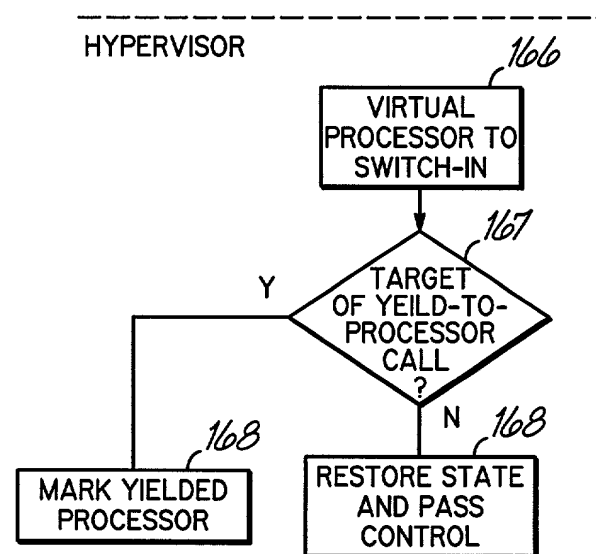 HYPERVISOR
166
VIRTUAL
PROCESSOR TO
SWITCH-IN
167
TARGET
OF YEILD-TO-
PROCESSOR
CALL
?
Y
N
168
MARK YIELDED
PROCESSOR
168
RESTORE STATE
AND PASS
CONTROL